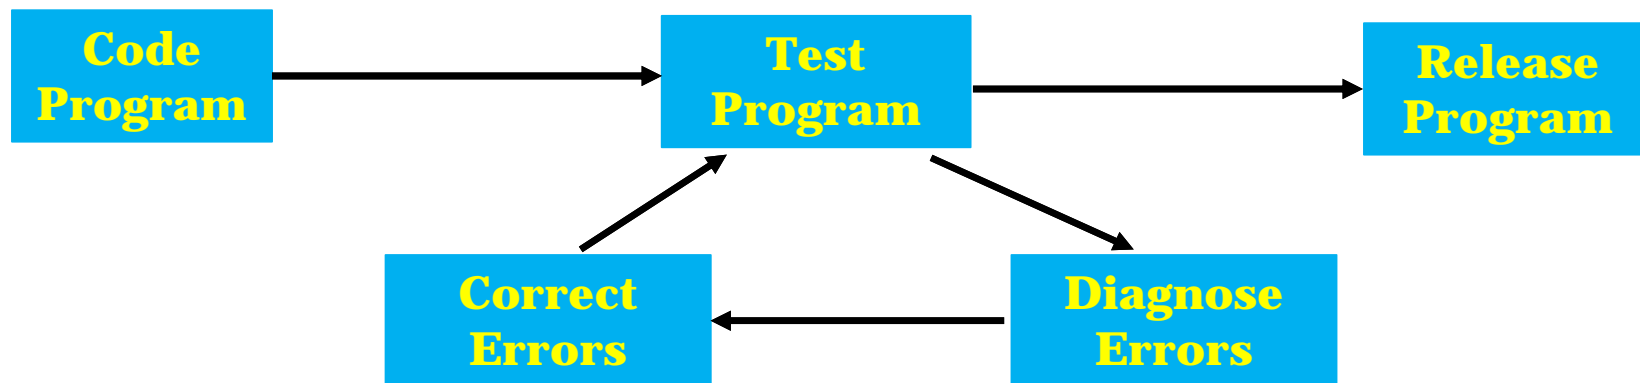 Code
Program
Test
Program
Release
Program
Correct
Errors
Diagnose
Errors